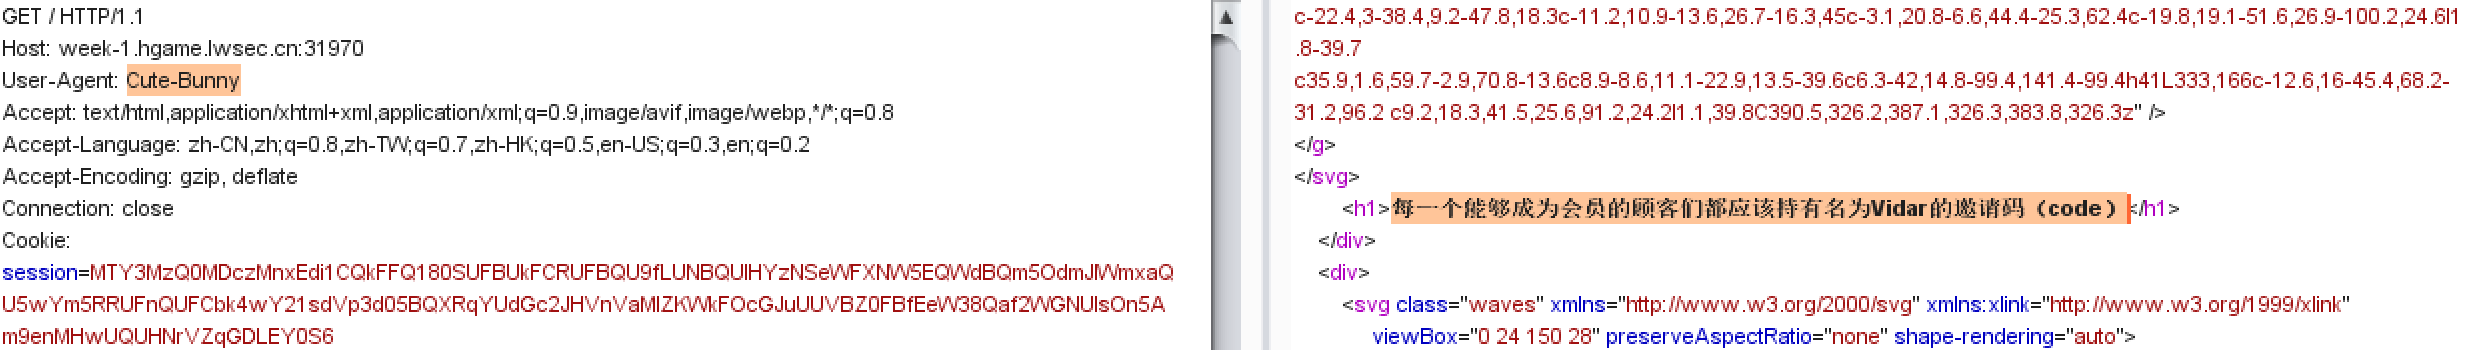 GET / HTTP/1.1
Host: week-1.hgame.lwsec.cn:31970
User-Agent: Cute-Bunny
Accept: text/html,application/xhtml+xml,application/xml;q=0.9,image/avif,image/webp,*/*;q=0.8
Accept-Language: zh-CN,zh;q=0.8,zh-TW;q=0.7,zh-HK;q=0.5,en-US;q=0.3,en;q=0.2
Accept-Encoding: gzip, deflate
Connection: close
Cookie:
session=MTY3MzQ0MDczMnxEdi1CQkFFQ180SUFBUkFCRUFBQU9fLUNBQUlHYzNSeWFXNW5EQWdBQm5OdmJIWmxaQ
U5wYm5RRUFnQUFCbk4wY21sdVp3d05BQXRqYUdGc2JHVnVaMlZKWkFOcGJuUUVBZ0FBfEeW38Qaf2WGNUlsOn5A
m9enMHwUQUHNrVZqGDLEY0S6
c-22.4,3-38.4,9.2-47.8,18.3c-11.2,10.9-13.6,26.7-16.3,45c-3.1,20.8-6.6,44.4-25.3,62.4c-19.8,19.1-51.6,26.9-100.2,24.6l1
.8-39.7
c35.9,1.6,59.7-2.9,70.8-13.6c8.9-8.6,11.1-22.9,13.5-39.6c6.3-42,14.8-99.4,141.4-99.4h41L333,166c-12.6,16-45.4,68.2-
31.2,96.2 c9.2,18.3,41.5,25.6,91.2,24.2l1.1,39.8C390.5,326.2,387.1,326.3,383.8,326.3z" />
</g>
</svg>
<h1>每一个能够成为会员的顾客们都应该持有名为Vidar的邀请码（code）</h1>
</div>
<div>
<svg class="waves" xmlns="http://www.w3.org/2000/svg" xmlns:xlink="http://www.w3.org/1999/xlink"
viewBox="0 24 150 28" preserveAspectRatio="none" shape-rendering="auto">